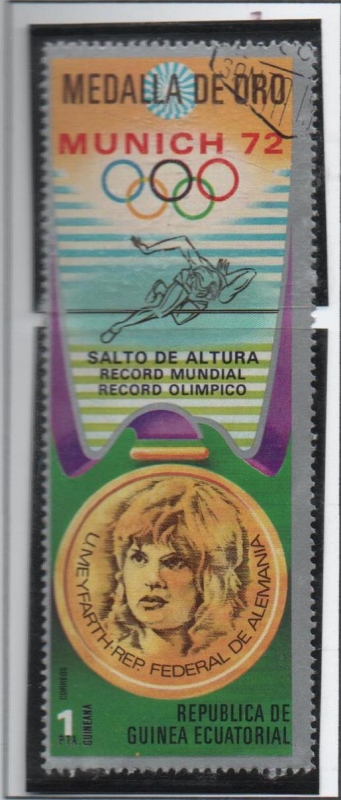 MEDALLA DE ORO
MUNICH 72
SALTO DE ALTURA
RECORD MUNDIAL
RECORD OLIMPICO
U.MEYFARTH·REP. FEDERAL DE ALEMANIA
CORREOS
1
PTA. GUINEANA
REPUBLICA DE
GUINEA ECUATORIAL